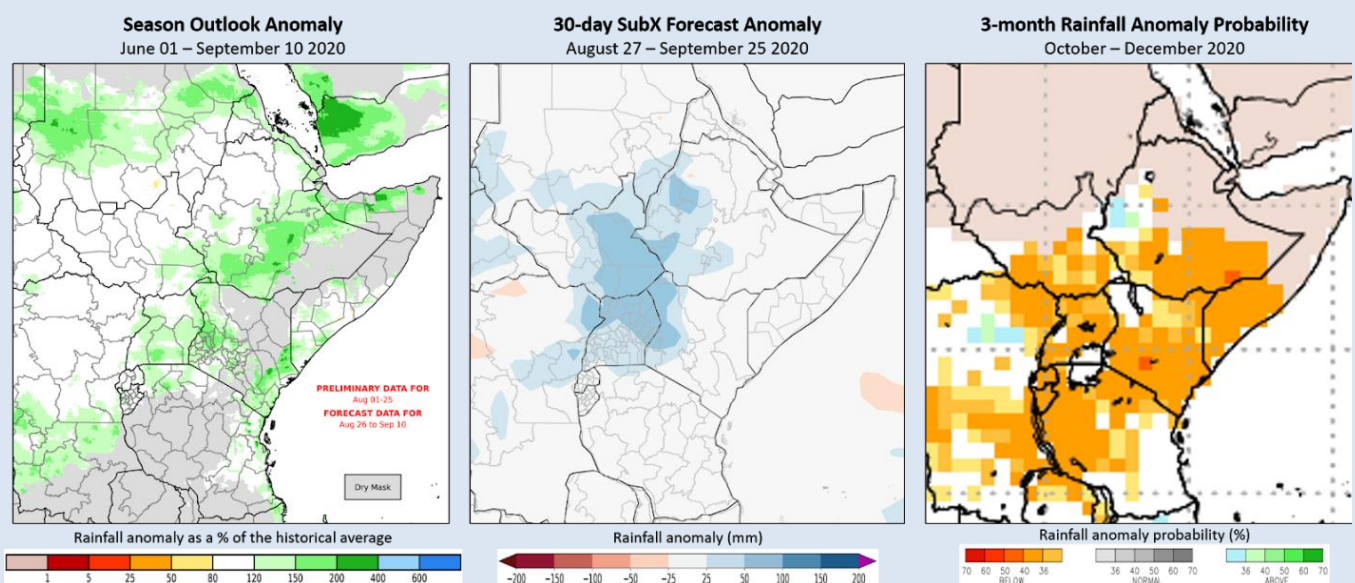 Season Outlook Anomaly
June 01 – September 10 2020
PRELIMINARY DATA FOR
Aug 01-25
FORECAST DATA FOR
Aug 26 to Sep 10
Dry Mask
Rainfall anomaly as a % of the historical average
1 5 25 50 80 120 150 200 400 600
30-day SubX Forecast Anomaly
August 27 – September 25 2020
Rainfall anomaly (mm)
−200 −150 −100 −50 −25 25 50 100 150 200
3-month Rainfall Anomaly Probability
October – December 2020
Rainfall anomaly probability (%)
70 60 50 40 36 36 40 50 60 70 36 40 50 60 70
BELOW NORMAL ABOVE